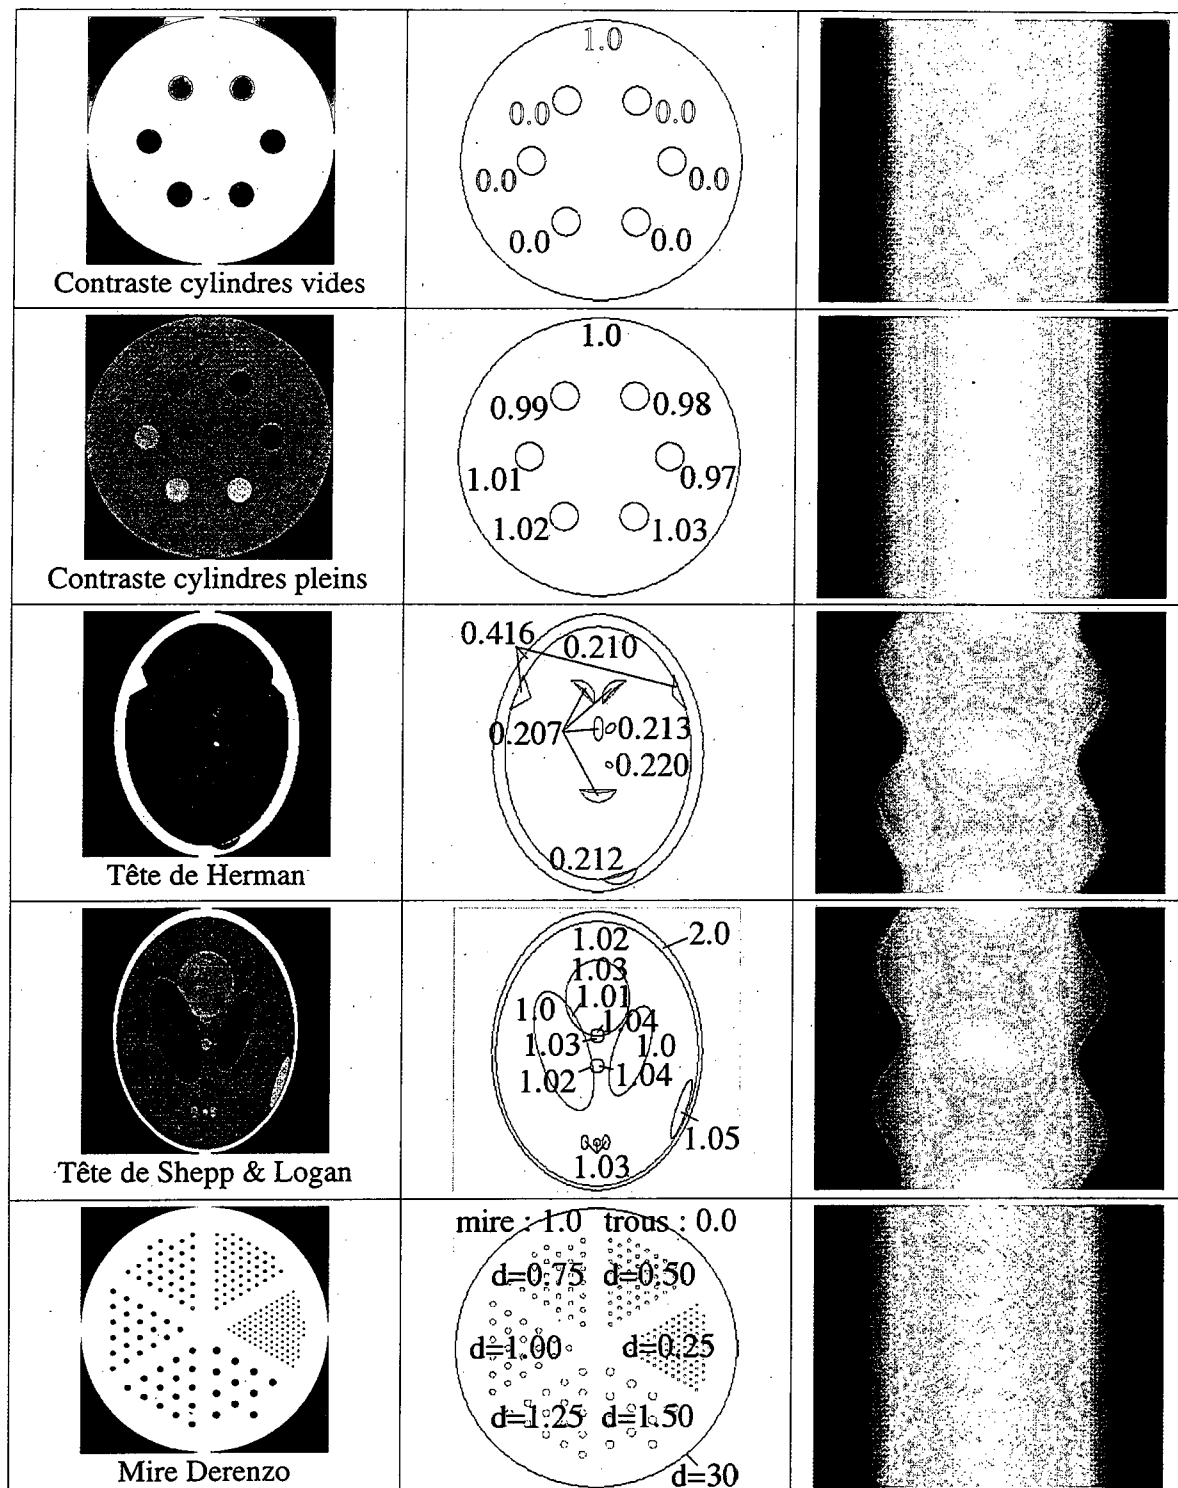 1.0
0.0 0.0
0.0 0.0
0.0 0.0
Contraste cylindres vides
1.0
0.99 0.98
1.01 0.97
1.02 1.03
Contraste cylindres pleins
0.416
0.210
0.207 0.213
0.220
0.212
Tête de Herman
1.02 2.0
1.03
1.0 1.01
1.04
1.03 1.0
1.02 1.04
1.05
1.03
Tête de Shepp & Logan
mire : 1.0 trous : 0.0
d=0.75 d=0.50
d=1.00 d=0.25
d=1.25 d=1.50
d=30
Mire Derenzo